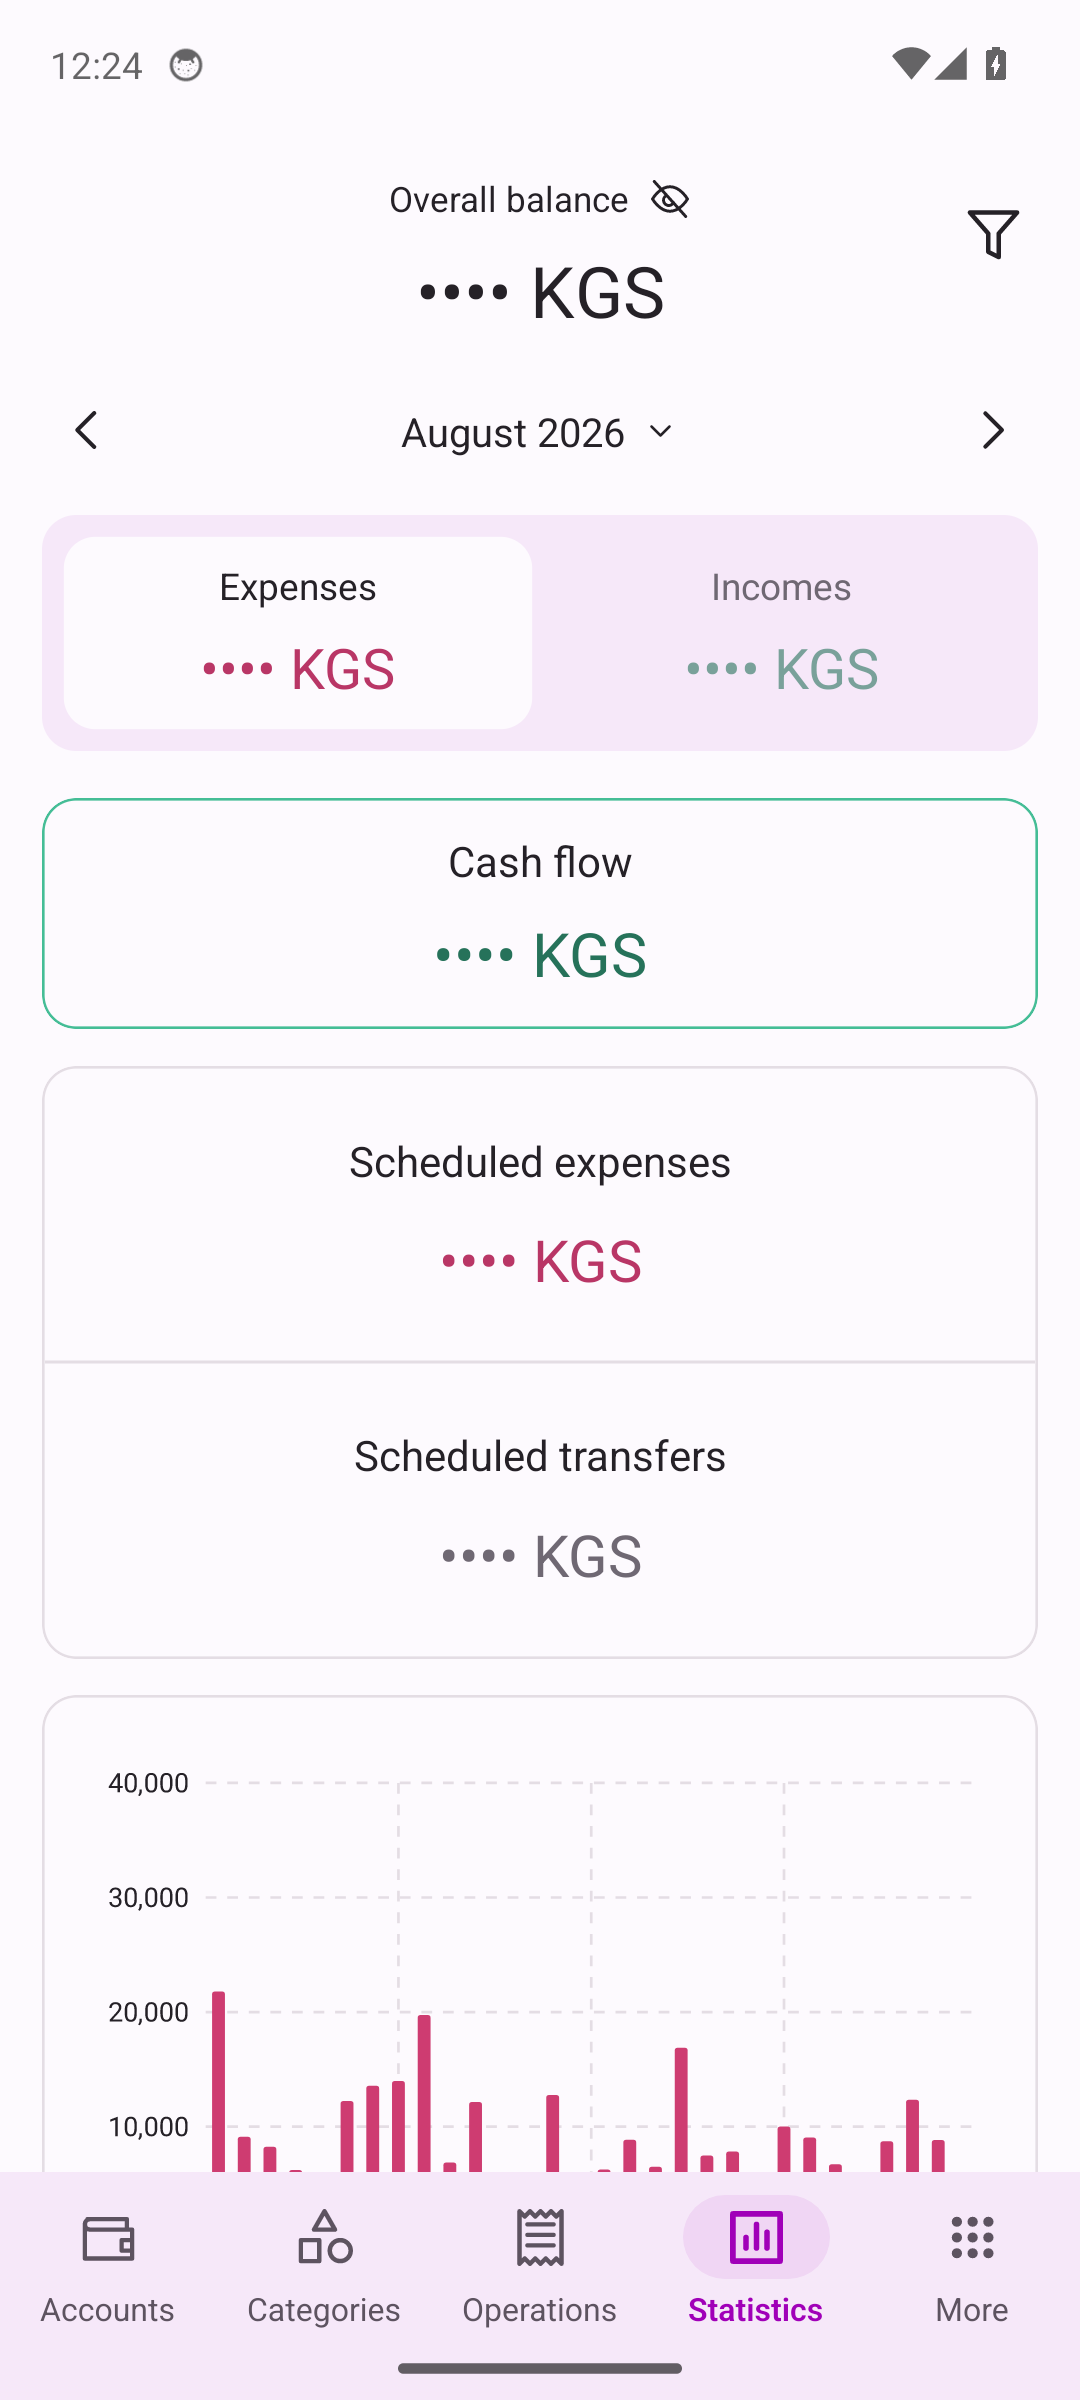 12:24
Overall balance
•••• KGS
August 2026
Expenses
•••• KGS
Incomes
•••• KGS
Cash flow
•••• KGS
Scheduled expenses
•••• KGS
Scheduled transfers
•••• KGS
40,000
30,000
20,000
10,000
Accounts
Categories
Operations
Statistics
More